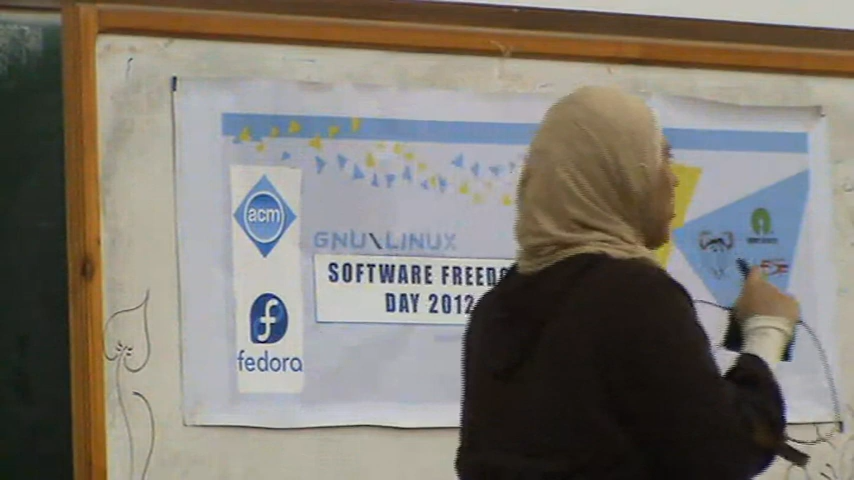 acm
GNU\LINUX
SOFTWARE FREEDO
DAY 2012
fedora